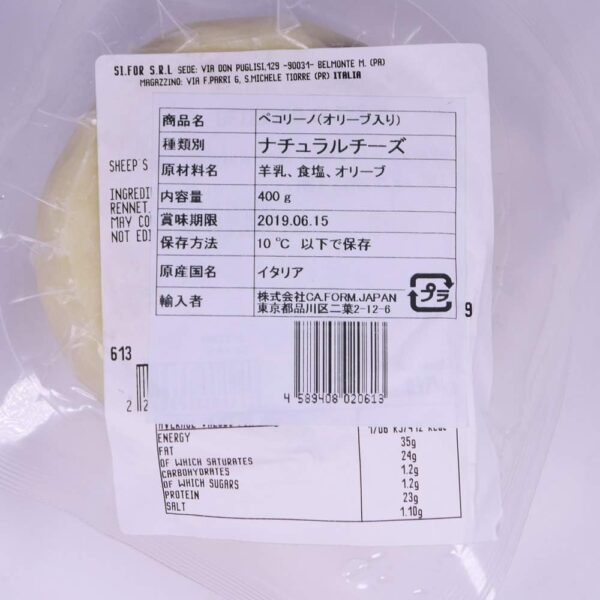 SI.FOR S.R.L SEDE: VIA DON PUGLISI,129 -90031- BELMONTE M. (PA)
MAGAZZINO: VIA F.PARRI 6, S.MICHELE TIORRE (PR) ITALIA
商品名 ペコリーノ(オリーブ入り)
種類別 ナチュラルチーズ
SHEEP'S
原材料名 羊乳、食塩、オリーブ
内容量 400g
RENNET,
賞味期限 2019.06.15
MAY
NOT
保存方法 10℃ 以下で保存
原産国名 イタリア
輸入者 株式会社CA.FORM.JAPAN
東京都品川区二葉2-12-6
プラ
9
613
4 589408 020613
ENERGY
FAT 35g
OF WHICH SATURATES 24g
CARBOHYDRATES 1.2g
OF WHICH SUGARS 1.2g
PROTEIN 23g
SALT 1.10g